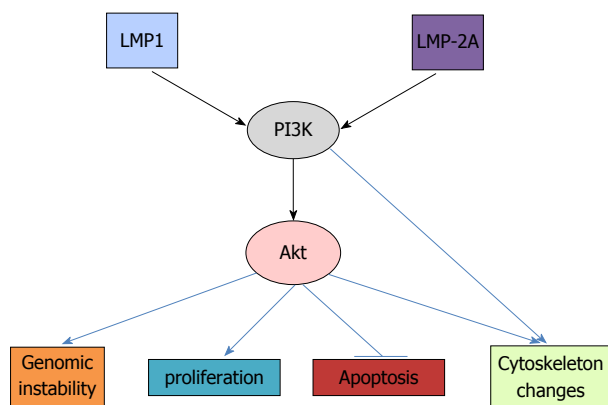 LMP1
LMP-2A
PI3K
Akt
Genomic
instability
proliferation
Apoptosis
Cytoskeleton
changes